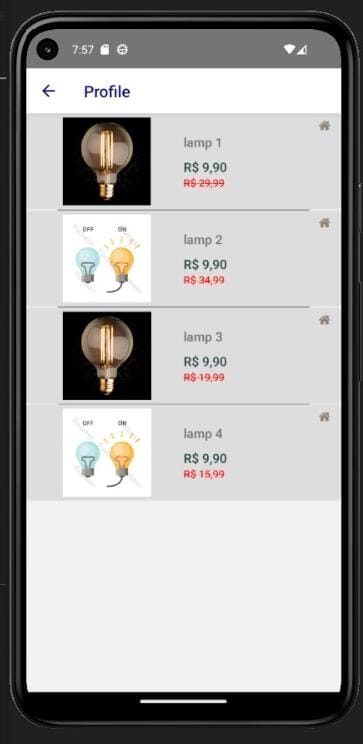 7:57
Profile
lamp 1
R$ 9,90
R$ 29,99
OFF ON
lamp 2
R$ 9,90
R$ 34,99
lamp 3
R$ 9,90
R$ 19,99
OFF ON
lamp 4
R$ 9,90
R$ 15,99